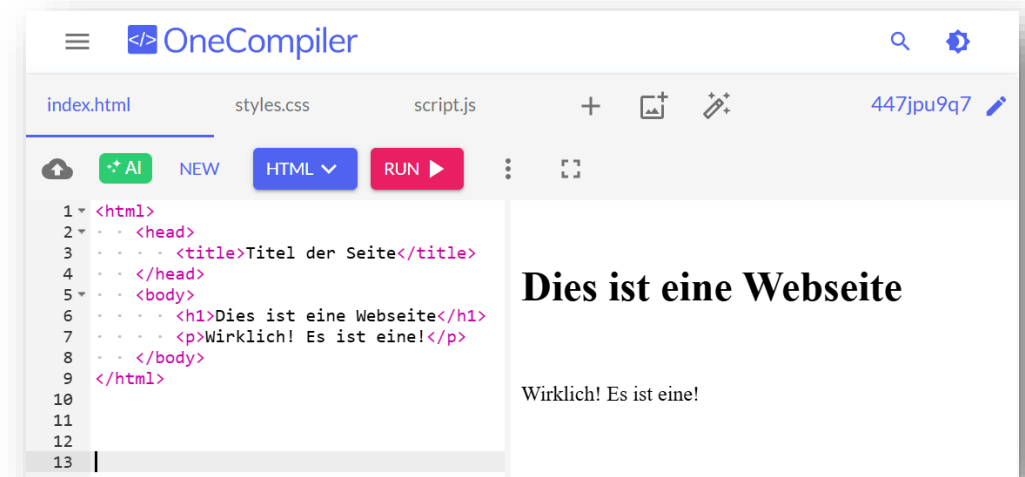 </> OneCompiler
index.html styles.css script.js 447jpu9q7
AI NEW HTML RUN
1 <html>
2 <head>
3 <title>Titel der Seite</title>
4 </head>
5 <body>
6 <h1>Dies ist eine Webseite</h1>
7 <p>Wirklich! Es ist eine!</p>
8 </body>
9 </html>
10
11
12
13
Dies ist eine Webseite
Wirklich! Es ist eine!